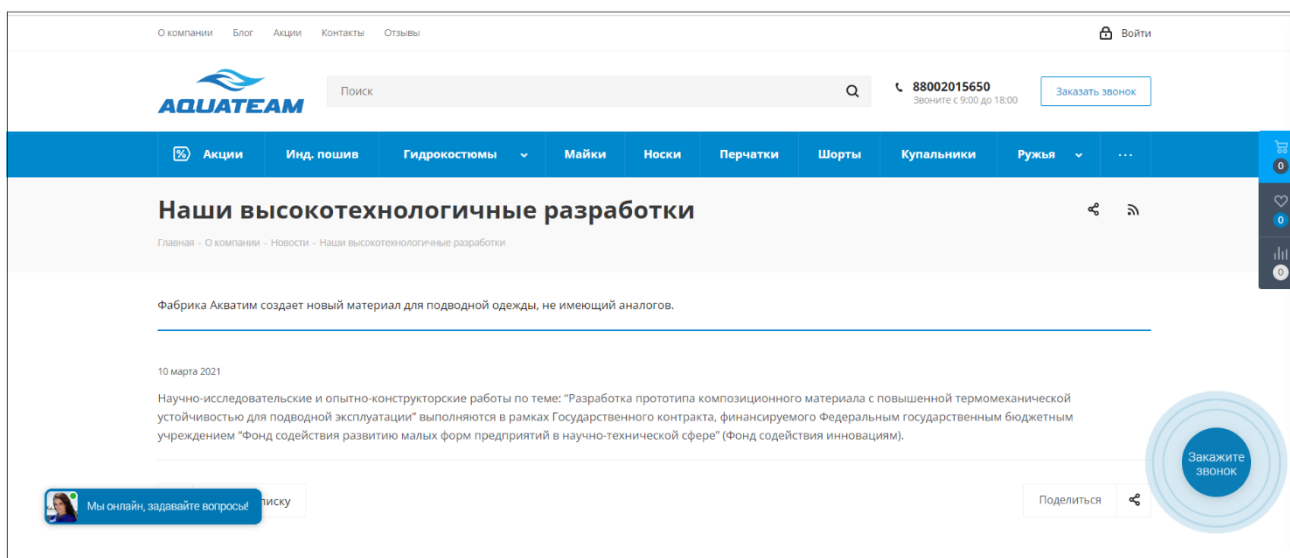 О компании Блог Акции Контакты Отзывы Войти
AQUATEAM Поиск 88002015650 Заказать звонок
Звоните с 9:00 до 18:00
% Акции Инд. пошив Гидрокостюмы Майки Носки Перчатки Шорты Купальники Ружья ...
0
Наши высокотехнологичные разработки
0
Главная - О компании - Новости - Наши высокотехнологичные разработки
0
Фабрика Акватим создает новый материал для подводной одежды, не имеющий аналогов.
10 марта 2021
Научно-исследовательские и опытно-конструкторские работы по теме: "Разработка прототипа композиционного материала с повышенной термомеханической
устойчивостью для подводной эксплуатации" выполняются в рамках Государственного контракта, финансируемого Федеральным государственным бюджетным
учреждением "Фонд содействия развитию малых форм предприятий в научно-технической сфере" (Фонд содействия инновациям).
Закажите
звонок
Мы онлайн, задавайте вопросы! Поделиться